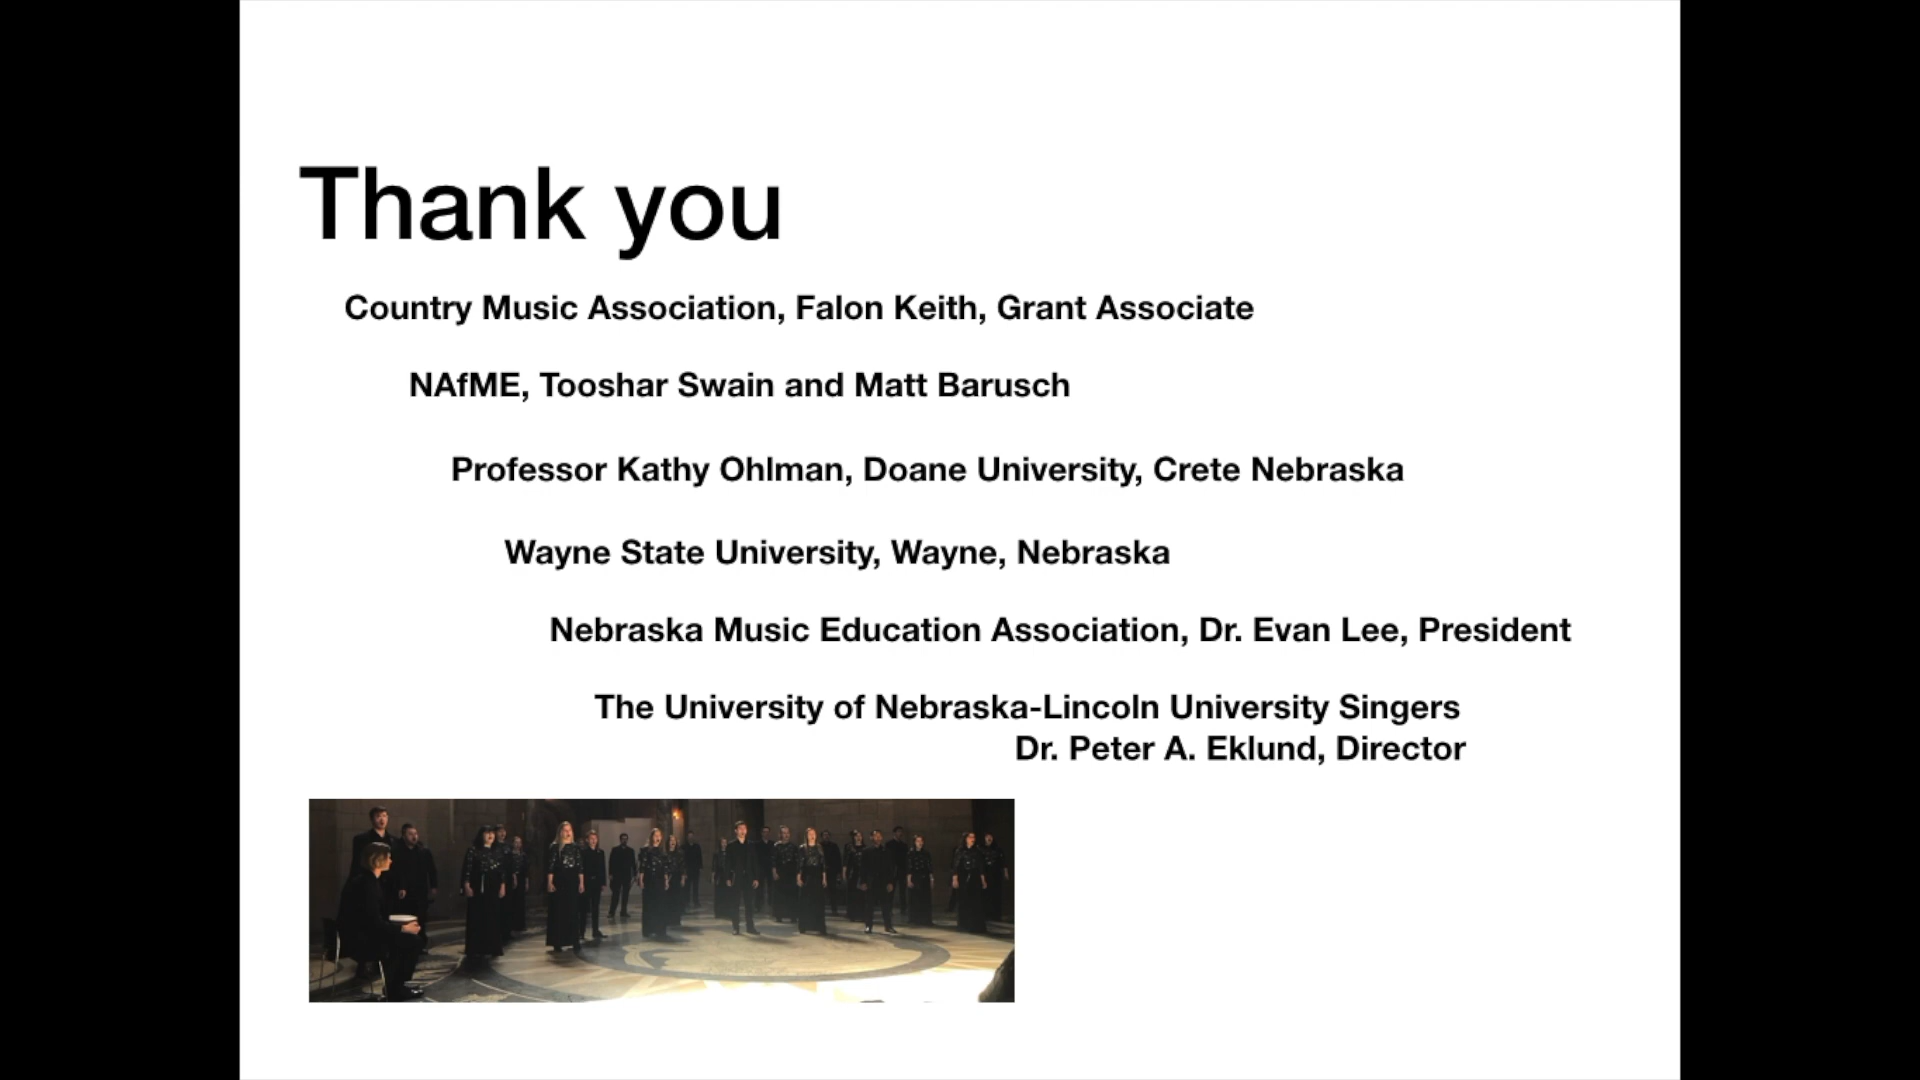 Thank you
Country Music Association, Falon Keith, Grant Associate
NAfME, Tooshar Swain and Matt Barusch
Professor Kathy Ohlman, Doane University, Crete Nebraska
Wayne State University, Wayne, Nebraska
Nebraska Music Education Association, Dr. Evan Lee, President
The University of Nebraska-Lincoln University Singers
Dr. Peter A. Eklund, Director